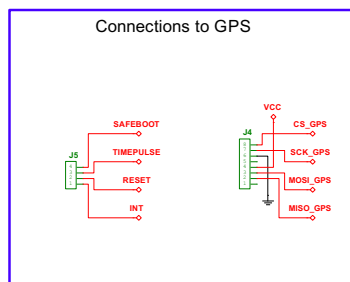 Connections to GPS
VCC
SAFEBOOT
CS_GPS
J5
TIMEPULSE
J4
SCK_GPS
RESET
MOSI_GPS
INT
MISO_GPS